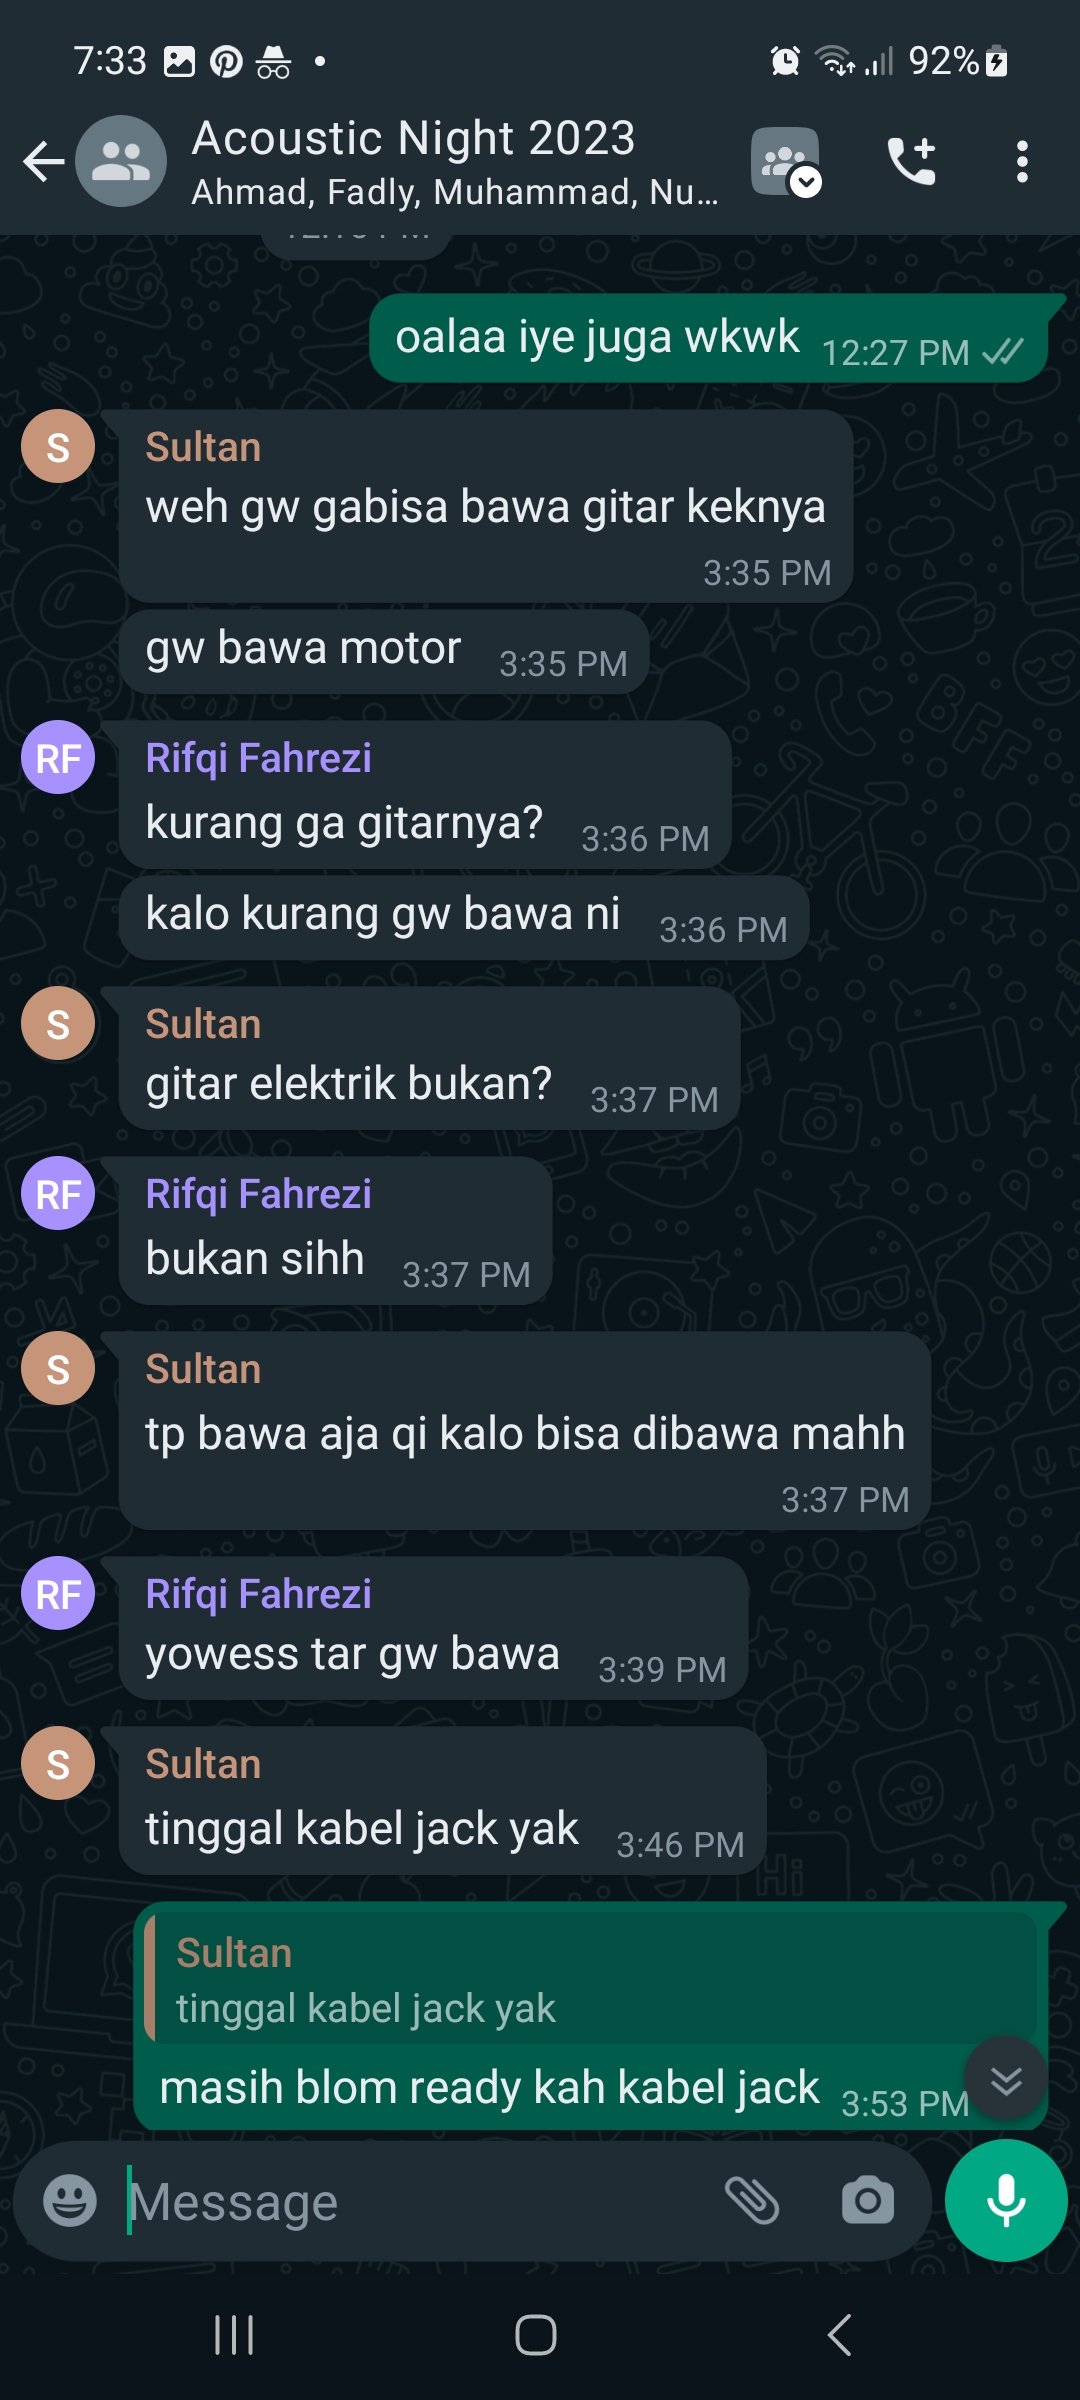 7:33
92%
Acoustic Night 2023
Ahmad, Fadly, Muhammad, Nu...
oalaa iye juga wkwk 12:27 PM
S
Sultan
weh gw gabisa bawa gitar keknya
3:35 PM
gw bawa motor 3:35 PM
RF
Rifqi Fahrezi
kurang ga gitarnya? 3:36 PM
kalo kurang gw bawa ni 3:36 PM
S
Sultan
gitar elektrik bukan? 3:37 PM
RF
Rifqi Fahrezi
bukan sihh 3:37 PM
S
Sultan
tp bawa aja qi kalo bisa dibawa mahh
3:37 PM
RF
Rifqi Fahrezi
yowess tar gw bawa 3:39 PM
S
Sultan
tinggal kabel jack yak 3:46 PM
Sultan
tinggal kabel jack yak
masih blom ready kah kabel jack 3:53 PM
Message